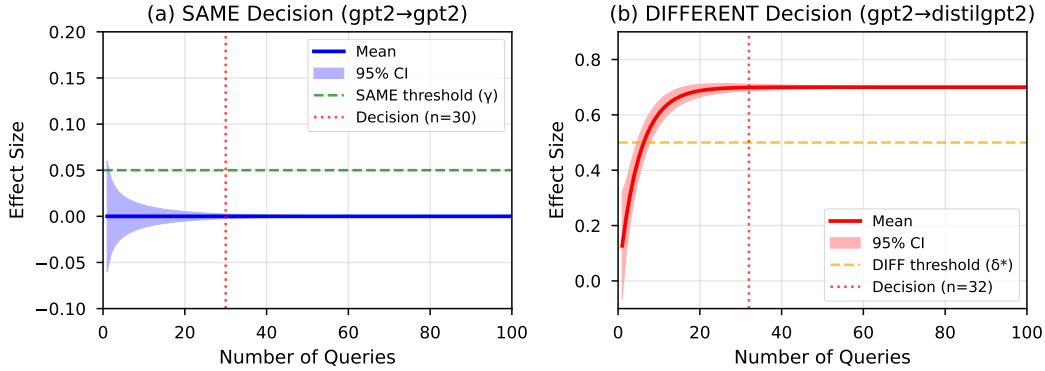 (a) SAME Decision (gpt2→gpt2)
Effect Size
0.20
0.15
0.10
0.05
0.00
−0.05
−0.10
Mean
95% CI
SAME threshold (γ)
Decision (n=30)
0 20 40 60 80 100
Number of Queries
(b) DIFFERENT Decision (gpt2→distilgpt2)
Effect Size
0.8
0.6
0.4
0.2
0.0
Mean
95% CI
DIFF threshold (δ*)
Decision (n=32)
0 20 40 60 80 100
Number of Queries